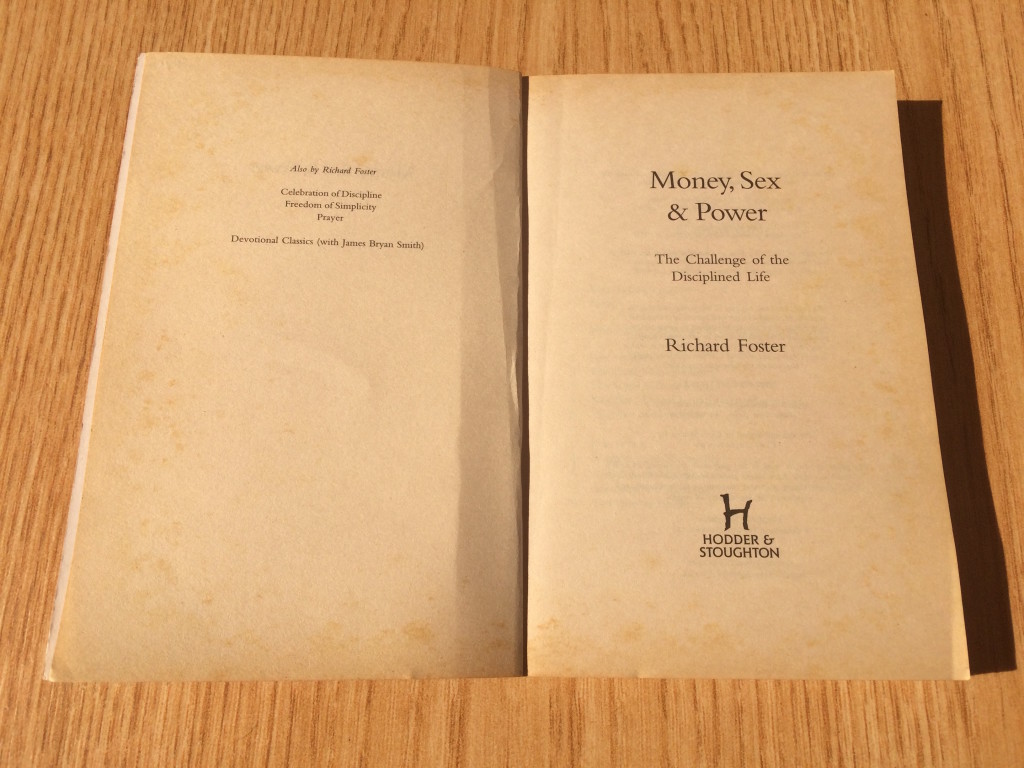 Also by Richard Foster
Celebration of Discipline
Freedom of Simplicity
Prayer
Devotional Classics (with James Bryan Smith)
Money, Sex
& Power
The Challenge of the
Disciplined Life
Richard Foster
H
HODDER &
STOUGHTON